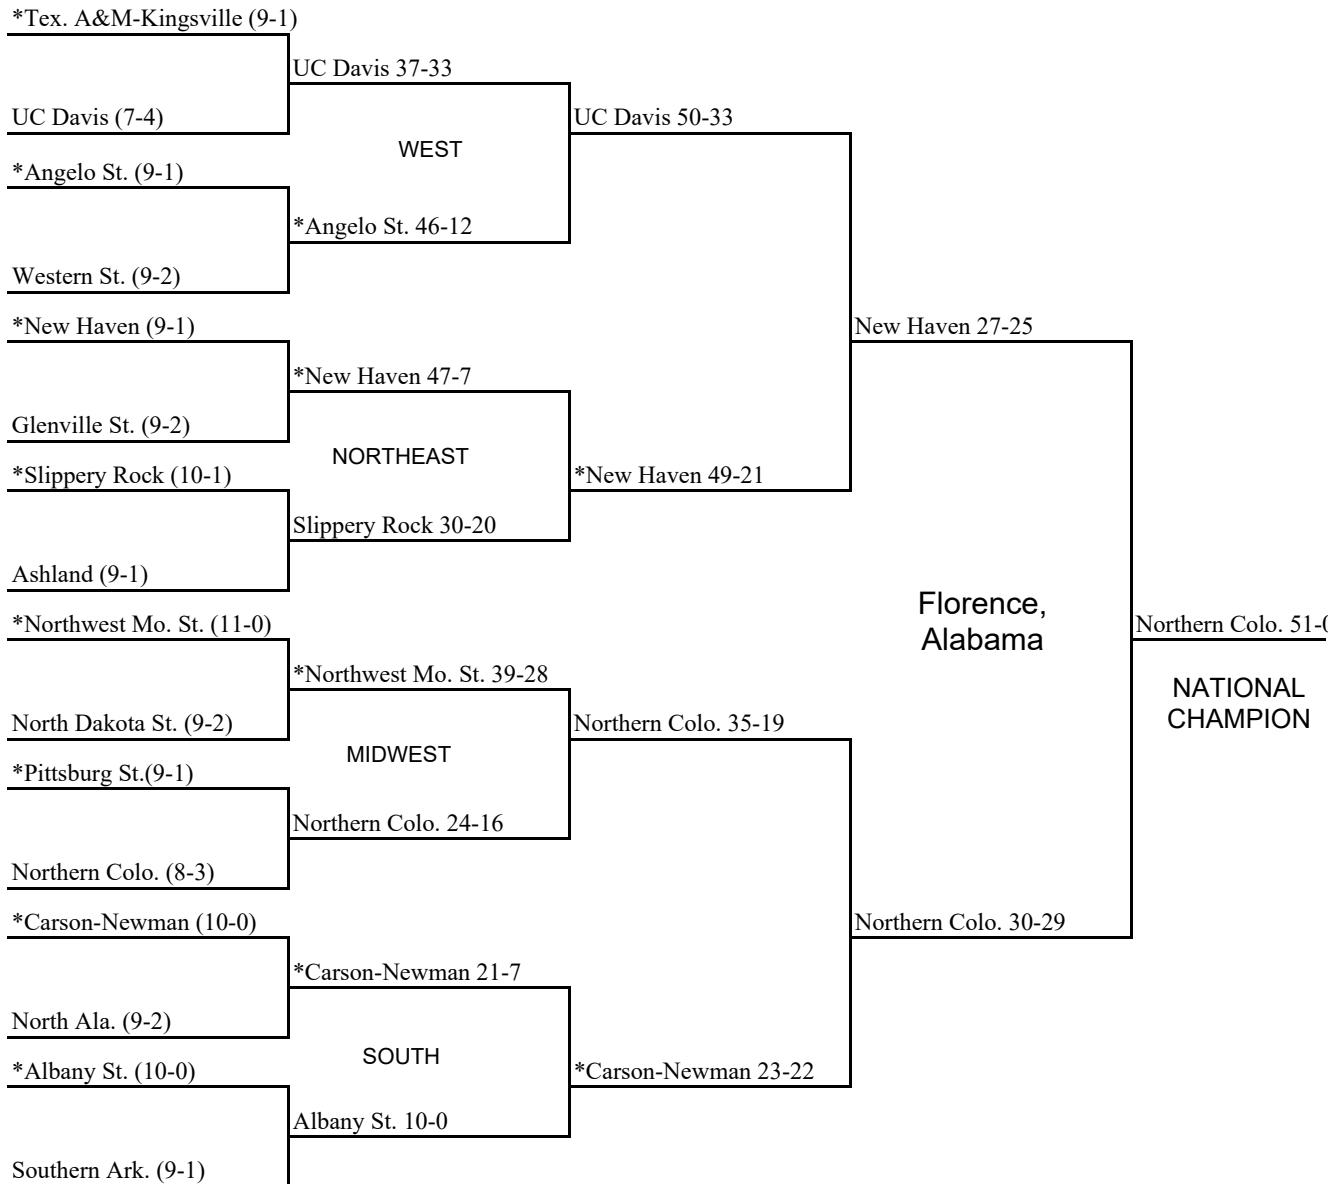 *Tex. A&M-Kingsville (9-1)
UC Davis 37-33
UC Davis (7-4)
UC Davis 50-33
WEST
*Angelo St. (9-1)
*Angelo St. 46-12
Western St. (9-2)
*New Haven (9-1)
New Haven 27-25
*New Haven 47-7
Glenville St. (9-2)
NORTHEAST
*Slippery Rock (10-1)
*New Haven 49-21
Slippery Rock 30-20
Ashland (9-1)
Florence,
Alabama
*Northwest Mo. St. (11-0)
Northern Colo. 51-0
*Northwest Mo. St. 39-28
NATIONAL
CHAMPION
North Dakota St. (9-2)
Northern Colo. 35-19
MIDWEST
*Pittsburg St.(9-1)
Northern Colo. 24-16
Northern Colo. (8-3)
*Carson-Newman (10-0)
Northern Colo. 30-29
*Carson-Newman 21-7
North Ala. (9-2)
SOUTH
*Albany St. (10-0)
*Carson-Newman 23-22
Albany St. 10-0
Southern Ark. (9-1)